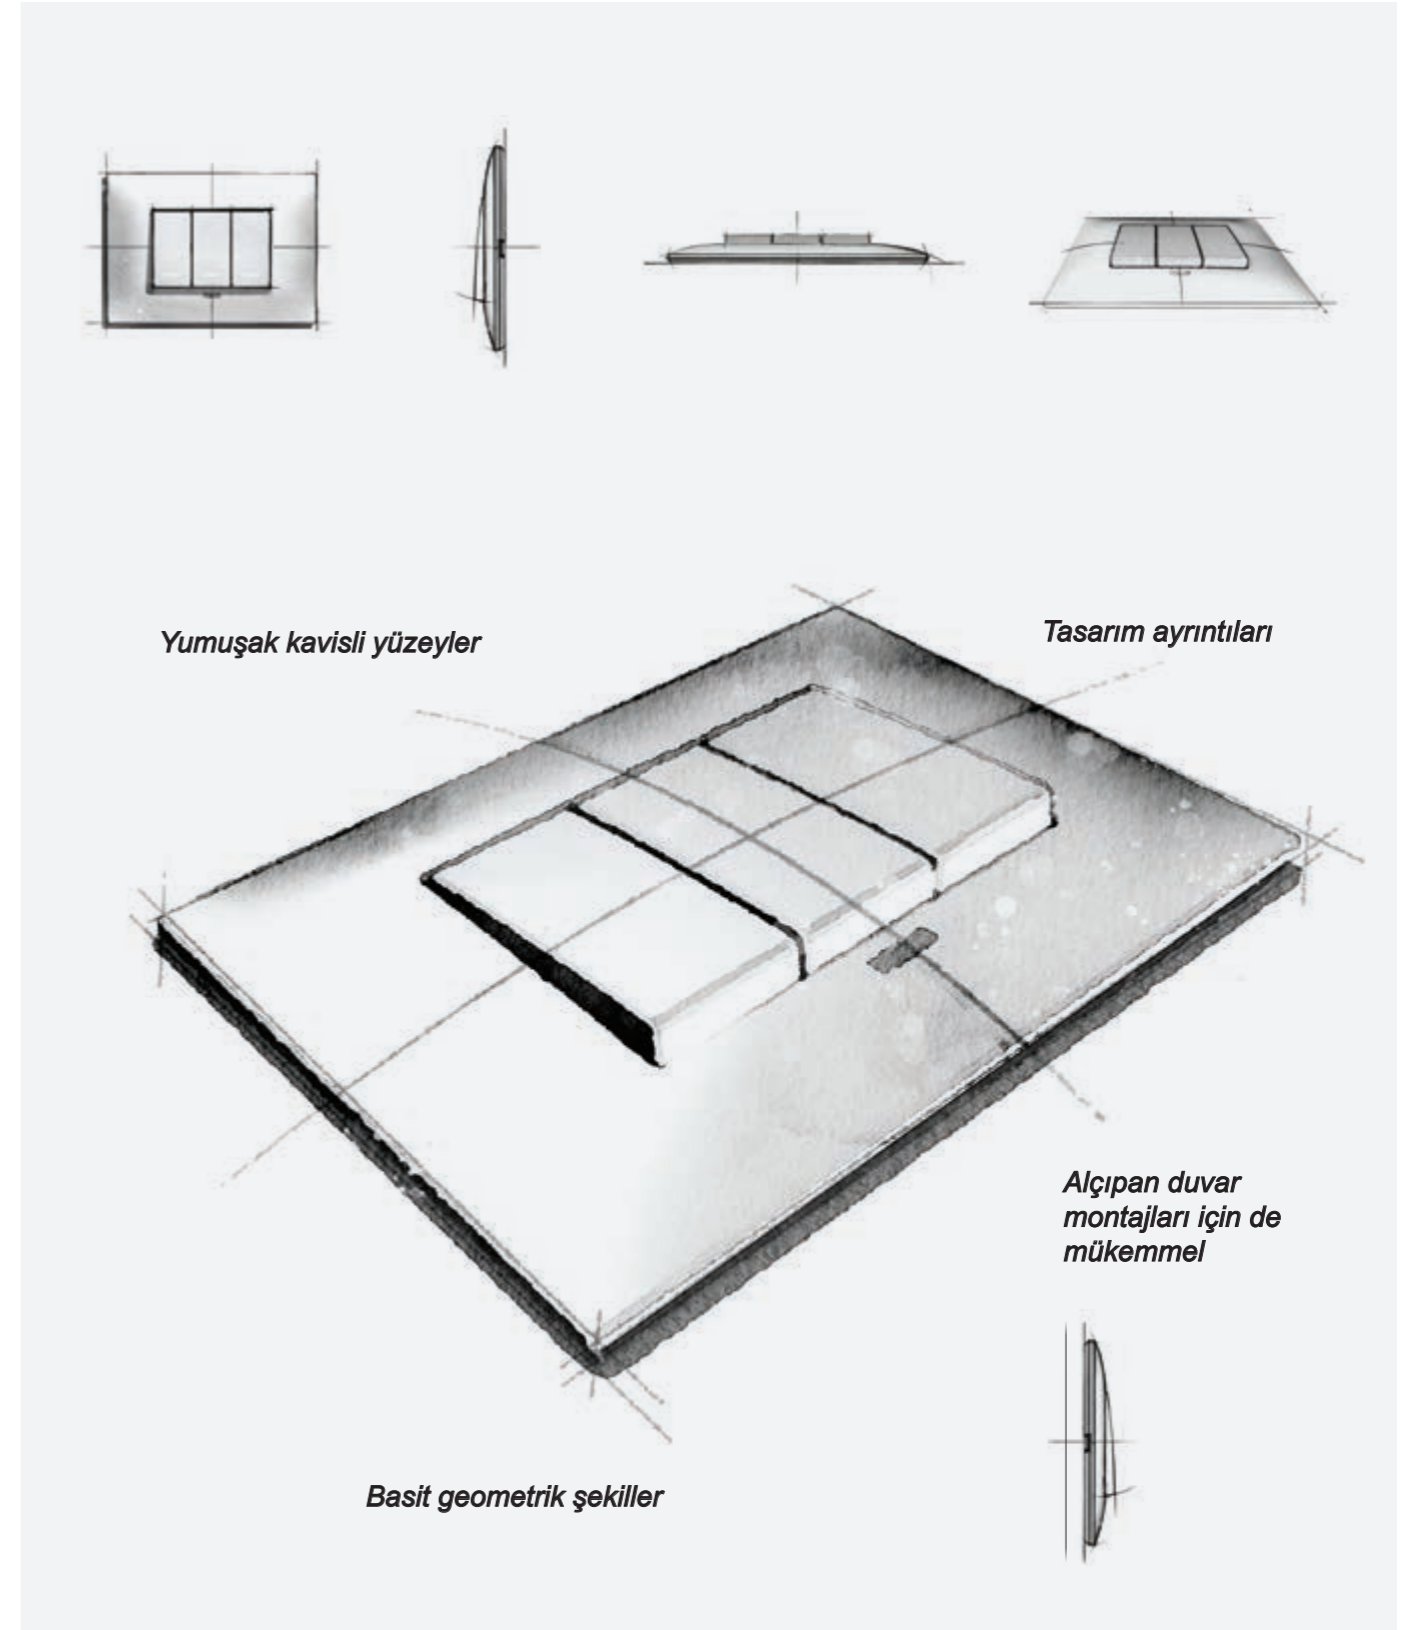 Yumuşak kavisli yüzeyler
Tasarım ayrıntıları
Alçıpan duvar
montajları için de
mükemmel
Basit geometrik şekiller